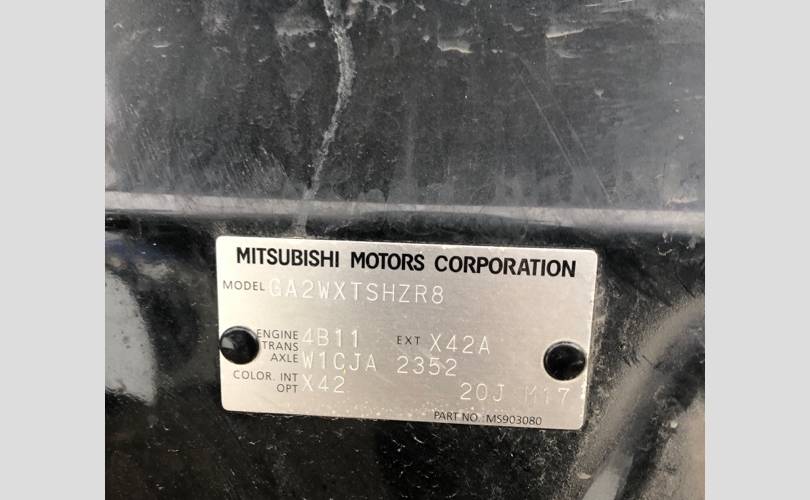 MITSUBISHI MOTORS CORPORATION
MODEL GA2WXTSHZR8
ENGINE 4B11 EXT X42A
TRANS
AXLE W1CJA 2352
COLOR. INT X42
OPT 20J M17
PART NO. MS903080